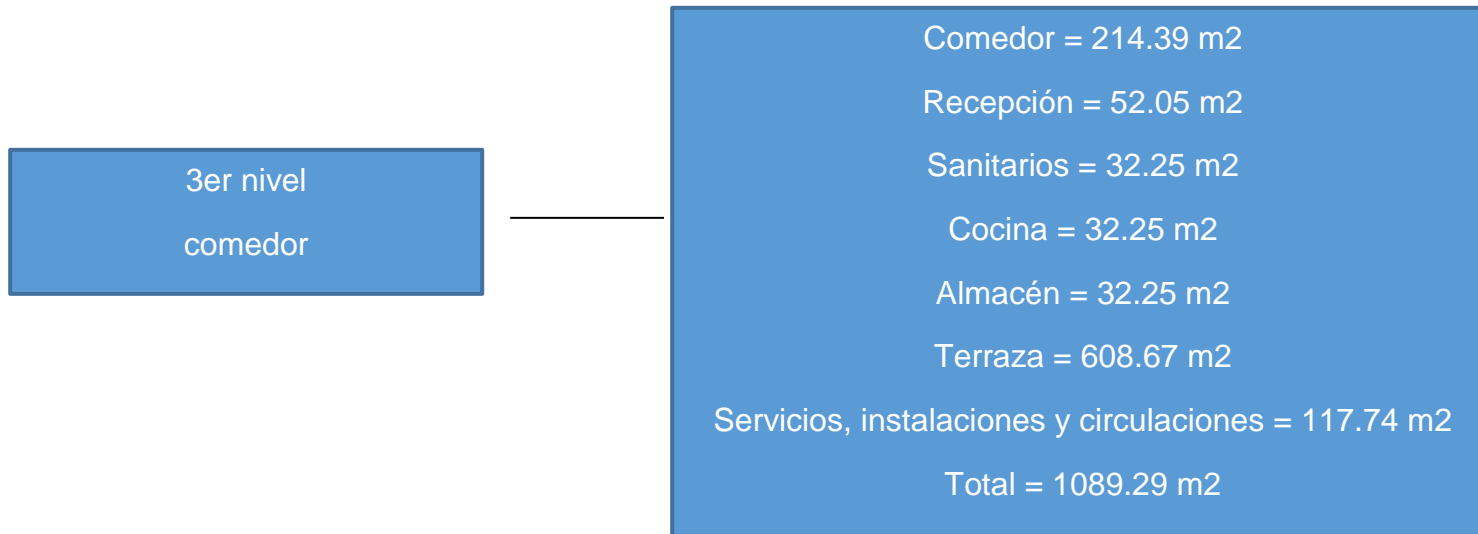 3er nivel
comedor
Comedor = 214.39 m2
Recepción = 52.05 m2
Sanitarios = 32.25 m2
Cocina = 32.25 m2
Almacén = 32.25 m2
Terraza = 608.67 m2
Servicios, instalaciones y circulaciones = 117.74 m2
Total = 1089.29 m2